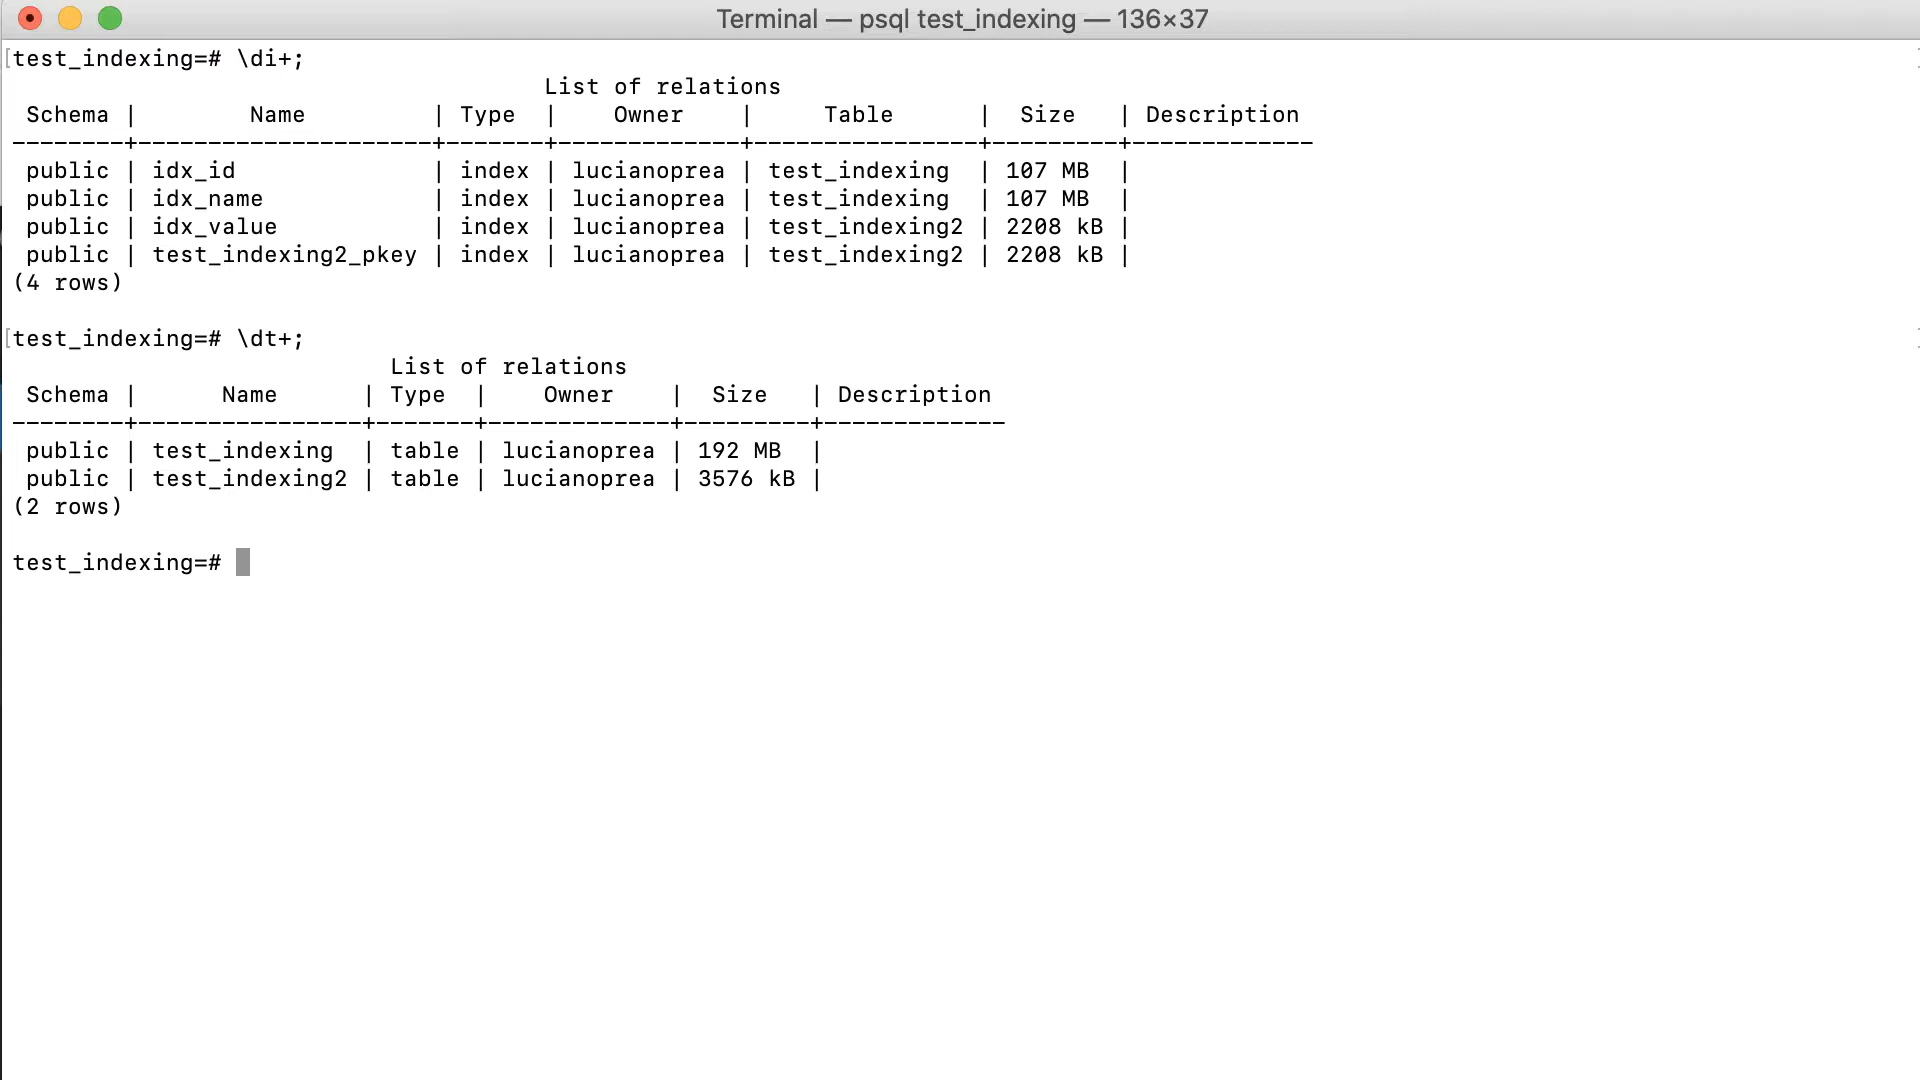 Terminal — psql test_indexing — 136×37
test_indexing=# \di+;
List of relations
Schema | Name | Type | Owner | Table | Size | Description
--------+---------------------+-------+-------------+----------------+---------+-------------
public | idx_id | index | lucianoprea | test_indexing | 107 MB |
public | idx_name | index | lucianoprea | test_indexing | 107 MB |
public | idx_value | index | lucianoprea | test_indexing2 | 2208 kB |
public | test_indexing2_pkey | index | lucianoprea | test_indexing2 | 2208 kB |
(4 rows)
test_indexing=# \dt+;
List of relations
Schema | Name | Type | Owner | Size | Description
--------+----------------+-------+-------------+---------+-------------
public | test_indexing | table | lucianoprea | 192 MB |
public | test_indexing2 | table | lucianoprea | 3576 kB |
(2 rows)
test_indexing=#